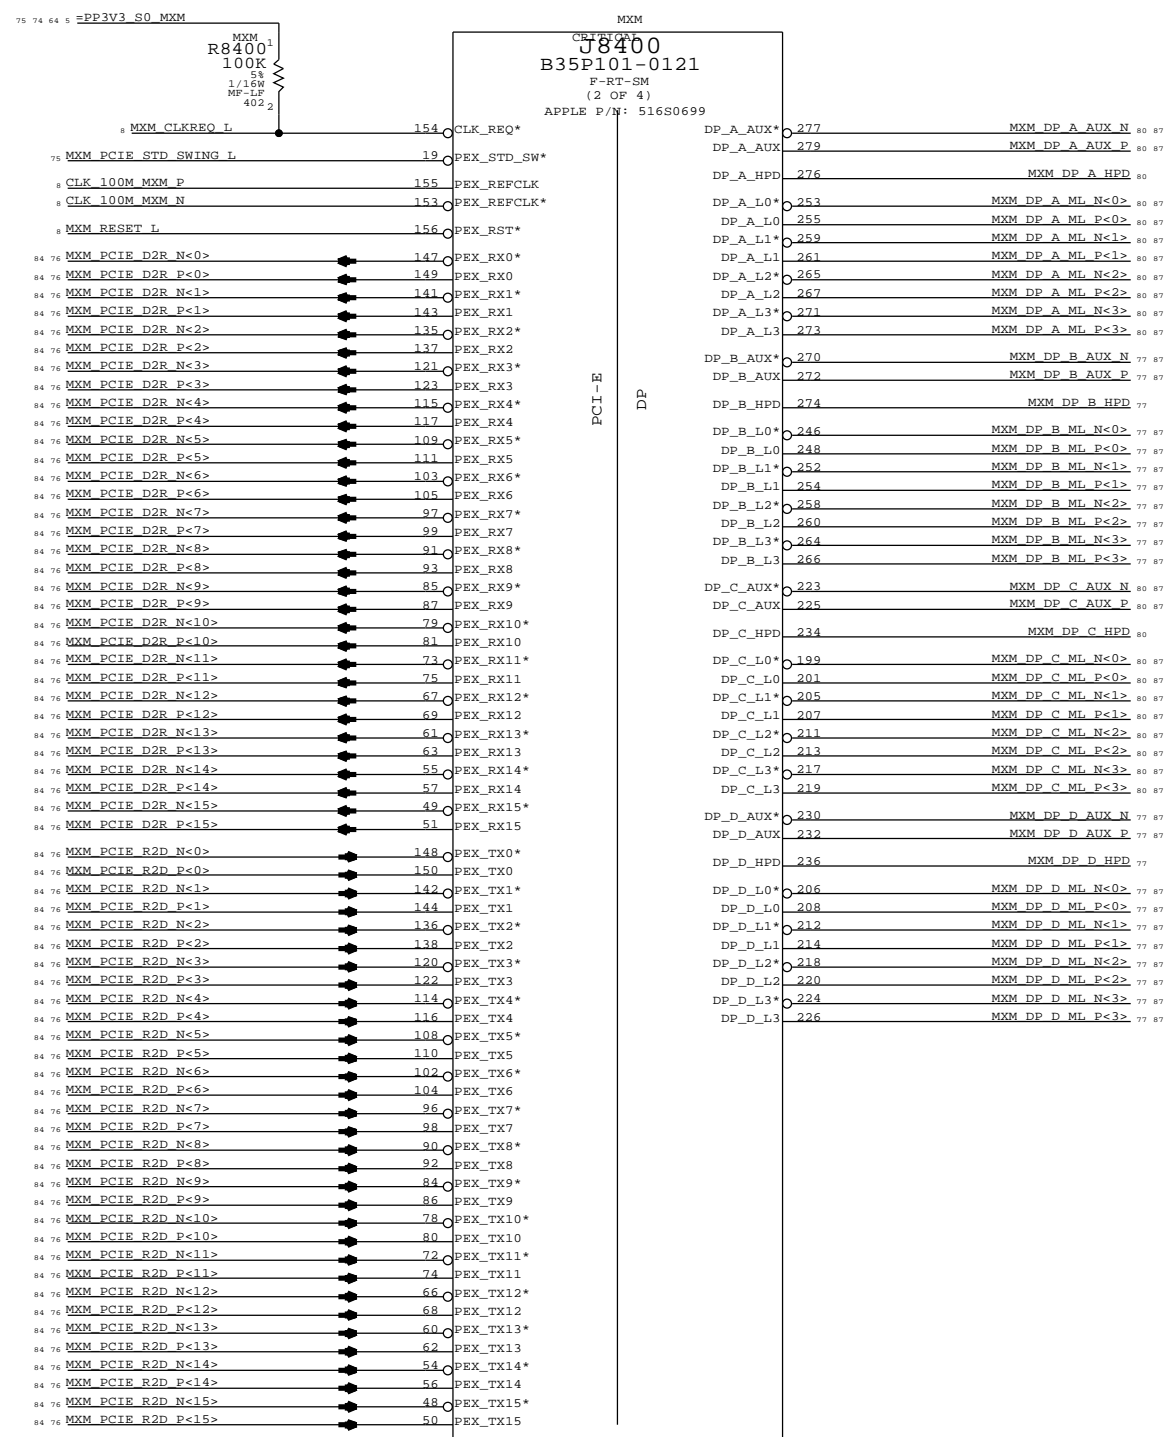 75 74 64 5 =PP3V3_S0_MXM
MXM
R8400
100K
5%
1/16W
MF-LF
402
1
2
MXM
CRITICAL
J8400
B35P101-0121
F-RT-SM
(2 OF 4)
APPLE P/N: 516S0699
8 MXM_CLKREQ_L 154 CLK_REQ*
75 MXM_PCIE_STD_SWING_L 19 PEX_STD_SW*
8 CLK_100M_MXM_P 155 PEX_REFCLK
8 CLK_100M_MXM_N 153 PEX_REFCLK*
8 MXM_RESET_L 156 PEX_RST*
84 76 MXM_PCIE_D2R_N<0> 147 PEX_RX0*
84 76 MXM_PCIE_D2R_P<0> 149 PEX_RX0
84 76 MXM_PCIE_D2R_N<1> 141 PEX_RX1*
84 76 MXM_PCIE_D2R_P<1> 143 PEX_RX1
84 76 MXM_PCIE_D2R_N<2> 135 PEX_RX2*
84 76 MXM_PCIE_D2R_P<2> 137 PEX_RX2
84 76 MXM_PCIE_D2R_N<3> 121 PEX_RX3*
84 76 MXM_PCIE_D2R_P<3> 123 PEX_RX3
84 76 MXM_PCIE_D2R_N<4> 115 PEX_RX4*
84 76 MXM_PCIE_D2R_P<4> 117 PEX_RX4
84 76 MXM_PCIE_D2R_N<5> 109 PEX_RX5*
84 76 MXM_PCIE_D2R_P<5> 111 PEX_RX5
84 76 MXM_PCIE_D2R_N<6> 103 PEX_RX6*
84 76 MXM_PCIE_D2R_P<6> 105 PEX_RX6
84 76 MXM_PCIE_D2R_N<7> 97 PEX_RX7*
84 76 MXM_PCIE_D2R_P<7> 99 PEX_RX7
84 76 MXM_PCIE_D2R_N<8> 91 PEX_RX8*
84 76 MXM_PCIE_D2R_P<8> 93 PEX_RX8
84 76 MXM_PCIE_D2R_N<9> 85 PEX_RX9*
84 76 MXM_PCIE_D2R_P<9> 87 PEX_RX9
84 76 MXM_PCIE_D2R_N<10> 79 PEX_RX10*
84 76 MXM_PCIE_D2R_P<10> 81 PEX_RX10
84 76 MXM_PCIE_D2R_N<11> 73 PEX_RX11*
84 76 MXM_PCIE_D2R_P<11> 75 PEX_RX11
84 76 MXM_PCIE_D2R_N<12> 67 PEX_RX12*
84 76 MXM_PCIE_D2R_P<12> 69 PEX_RX12
84 76 MXM_PCIE_D2R_N<13> 61 PEX_RX13*
84 76 MXM_PCIE_D2R_P<13> 63 PEX_RX13
84 76 MXM_PCIE_D2R_N<14> 55 PEX_RX14*
84 76 MXM_PCIE_D2R_P<14> 57 PEX_RX14
84 76 MXM_PCIE_D2R_N<15> 49 PEX_RX15*
84 76 MXM_PCIE_D2R_P<15> 51 PEX_RX15
84 76 MXM_PCIE_R2D_N<0> 148 PEX_TX0*
84 76 MXM_PCIE_R2D_P<0> 150 PEX_TX0
84 76 MXM_PCIE_R2D_N<1> 142 PEX_TX1*
84 76 MXM_PCIE_R2D_P<1> 144 PEX_TX1
84 76 MXM_PCIE_R2D_N<2> 136 PEX_TX2*
84 76 MXM_PCIE_R2D_P<2> 138 PEX_TX2
84 76 MXM_PCIE_R2D_N<3> 120 PEX_TX3*
84 76 MXM_PCIE_R2D_P<3> 122 PEX_TX3
84 76 MXM_PCIE_R2D_N<4> 114 PEX_TX4*
84 76 MXM_PCIE_R2D_P<4> 116 PEX_TX4
84 76 MXM_PCIE_R2D_N<5> 108 PEX_TX5*
84 76 MXM_PCIE_R2D_P<5> 110 PEX_TX5
84 76 MXM_PCIE_R2D_N<6> 102 PEX_TX6*
84 76 MXM_PCIE_R2D_P<6> 104 PEX_TX6
84 76 MXM_PCIE_R2D_N<7> 96 PEX_TX7*
84 76 MXM_PCIE_R2D_P<7> 98 PEX_TX7
84 76 MXM_PCIE_R2D_N<8> 90 PEX_TX8*
84 76 MXM_PCIE_R2D_P<8> 92 PEX_TX8
84 76 MXM_PCIE_R2D_N<9> 84 PEX_TX9*
84 76 MXM_PCIE_R2D_P<9> 86 PEX_TX9
84 76 MXM_PCIE_R2D_N<10> 78 PEX_TX10*
84 76 MXM_PCIE_R2D_P<10> 80 PEX_TX10
84 76 MXM_PCIE_R2D_N<11> 72 PEX_TX11*
84 76 MXM_PCIE_R2D_P<11> 74 PEX_TX11
84 76 MXM_PCIE_R2D_N<12> 66 PEX_TX12*
84 76 MXM_PCIE_R2D_P<12> 68 PEX_TX12
84 76 MXM_PCIE_R2D_N<13> 60 PEX_TX13*
84 76 MXM_PCIE_R2D_P<13> 62 PEX_TX13
84 76 MXM_PCIE_R2D_N<14> 54 PEX_TX14*
84 76 MXM_PCIE_R2D_P<14> 56 PEX_TX14
84 76 MXM_PCIE_R2D_N<15> 48 PEX_TX15*
84 76 MXM_PCIE_R2D_P<15> 50 PEX_TX15
PCI-E
DP
DP_A_AUX* 277 MXM_DP_A_AUX_N 80 87
DP_A_AUX 279 MXM_DP_A_AUX_P 80 87
DP_A_HPD 276 MXM_DP_A_HPD 80
DP_A_L0* 253 MXM_DP_A_ML_N<0> 80 87
DP_A_L0 255 MXM_DP_A_ML_P<0> 80 87
DP_A_L1* 259 MXM_DP_A_ML_N<1> 80 87
DP_A_L1 261 MXM_DP_A_ML_P<1> 80 87
DP_A_L2* 265 MXM_DP_A_ML_N<2> 80 87
DP_A_L2 267 MXM_DP_A_ML_P<2> 80 87
DP_A_L3* 271 MXM_DP_A_ML_N<3> 80 87
DP_A_L3 273 MXM_DP_A_ML_P<3> 80 87
DP_B_AUX* 270 MXM_DP_B_AUX_N 77 87
DP_B_AUX 272 MXM_DP_B_AUX_P 77 87
DP_B_HPD 274 MXM_DP_B_HPD 77
DP_B_L0* 246 MXM_DP_B_ML_N<0> 77 87
DP_B_L0 248 MXM_DP_B_ML_P<0> 77 87
DP_B_L1* 252 MXM_DP_B_ML_N<1> 77 87
DP_B_L1 254 MXM_DP_B_ML_P<1> 77 87
DP_B_L2* 258 MXM_DP_B_ML_N<2> 77 87
DP_B_L2 260 MXM_DP_B_ML_P<2> 77 87
DP_B_L3* 264 MXM_DP_B_ML_N<3> 77 87
DP_B_L3 266 MXM_DP_B_ML_P<3> 77 87
DP_C_AUX* 223 MXM_DP_C_AUX_N 80 87
DP_C_AUX 225 MXM_DP_C_AUX_P 80 87
DP_C_HPD 234 MXM_DP_C_HPD 80
DP_C_L0* 199 MXM_DP_C_ML_N<0> 80 87
DP_C_L0 201 MXM_DP_C_ML_P<0> 80 87
DP_C_L1* 205 MXM_DP_C_ML_N<1> 80 87
DP_C_L1 207 MXM_DP_C_ML_P<1> 80 87
DP_C_L2* 211 MXM_DP_C_ML_N<2> 80 87
DP_C_L2 213 MXM_DP_C_ML_P<2> 80 87
DP_C_L3* 217 MXM_DP_C_ML_N<3> 80 87
DP_C_L3 219 MXM_DP_C_ML_P<3> 80 87
DP_D_AUX* 230 MXM_DP_D_AUX_N 77 87
DP_D_AUX 232 MXM_DP_D_AUX_P 77 87
DP_D_HPD 236 MXM_DP_D_HPD 77
DP_D_L0* 206 MXM_DP_D_ML_N<0> 77 87
DP_D_L0 208 MXM_DP_D_ML_P<0> 77 87
DP_D_L1* 212 MXM_DP_D_ML_N<1> 77 87
DP_D_L1 214 MXM_DP_D_ML_P<1> 77 87
DP_D_L2* 218 MXM_DP_D_ML_N<2> 77 87
DP_D_L2 220 MXM_DP_D_ML_P<2> 77 87
DP_D_L3* 224 MXM_DP_D_ML_N<3> 77 87
DP_D_L3 226 MXM_DP_D_ML_P<3> 77 87